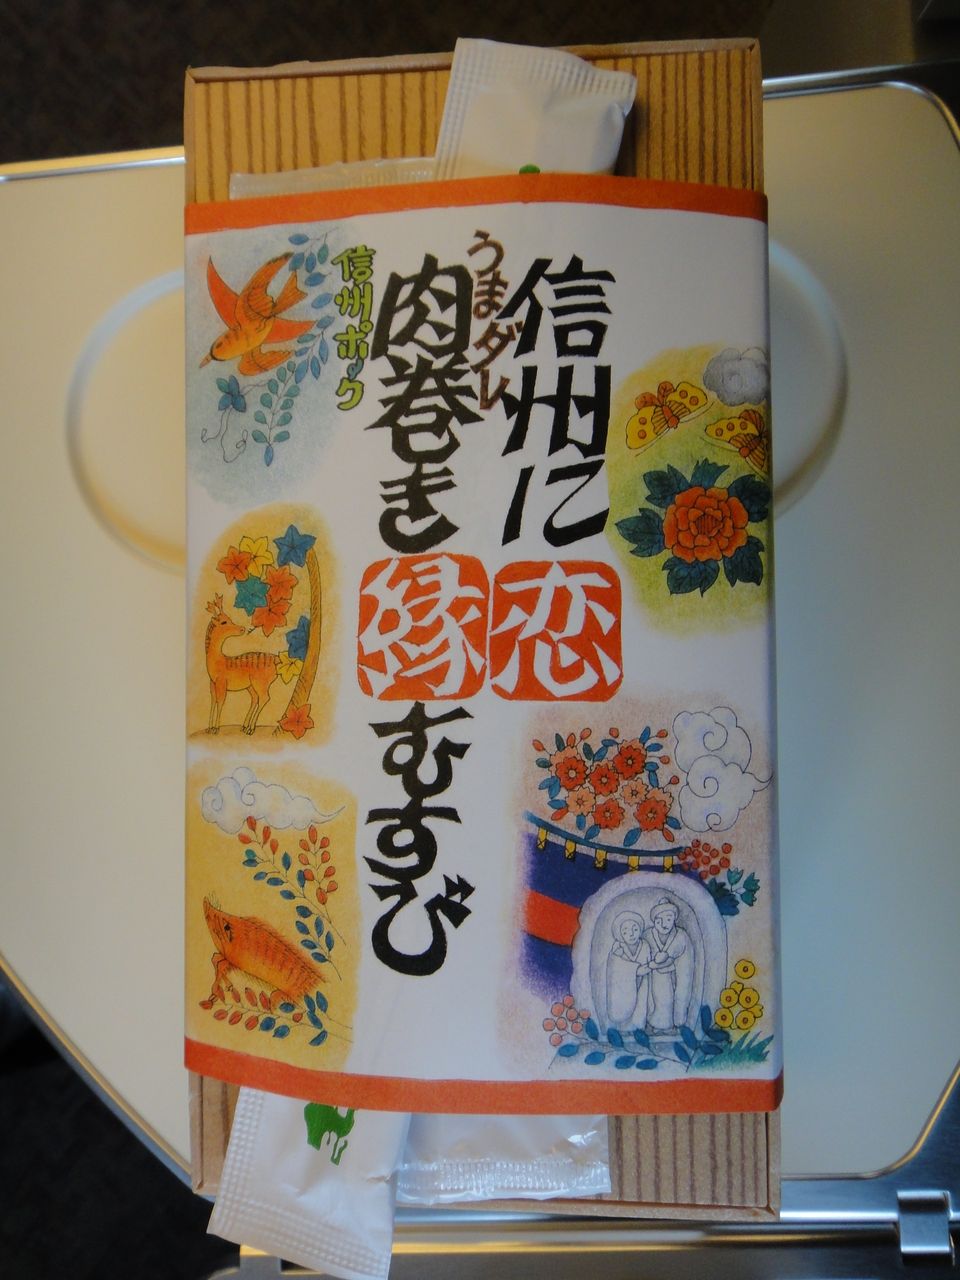 信州に恋
うまダレ
肉巻き縁むすび
信州ポーク